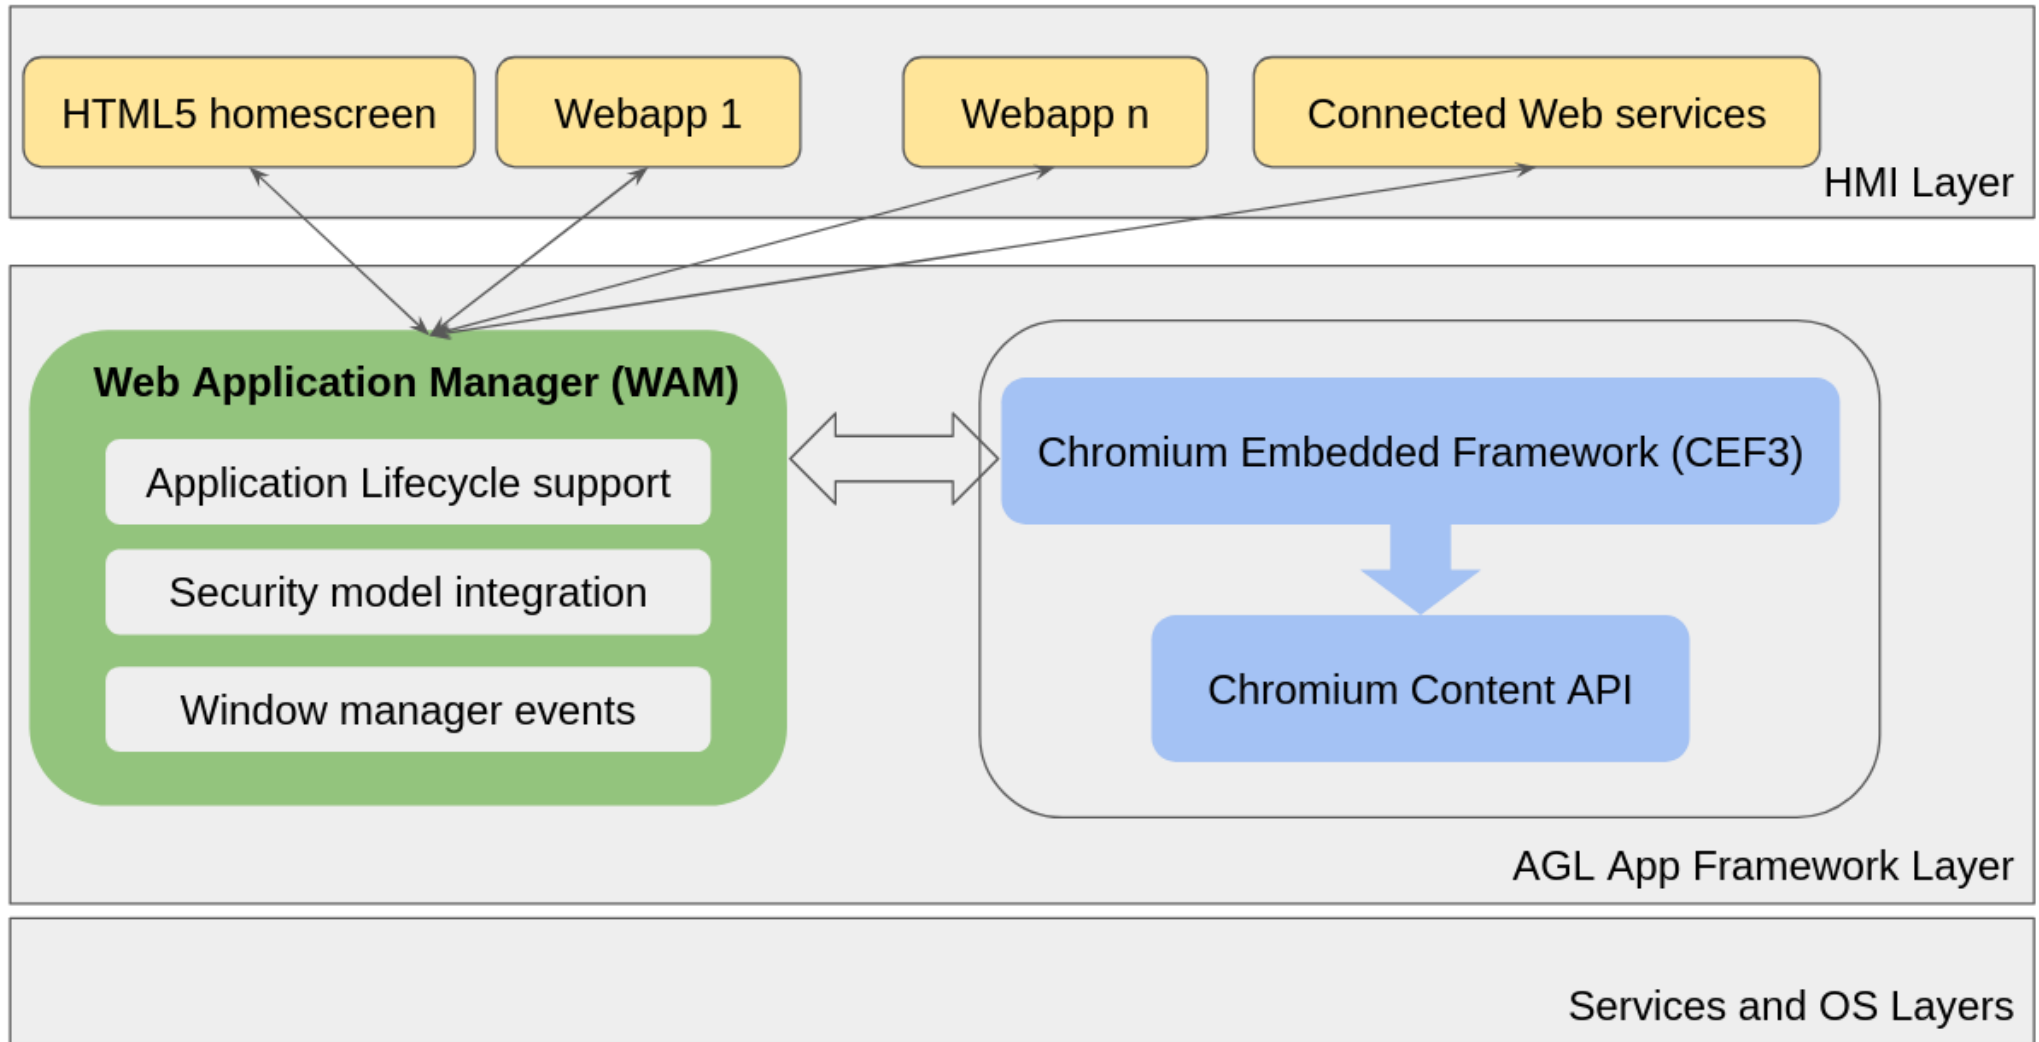 HTML5 homescreen
Webapp 1
Webapp n
Connected Web services
HMI Layer
Web Application Manager (WAM)
Application Lifecycle support
Security model integration
Window manager events
Chromium Embedded Framework (CEF3)
Chromium Content API
AGL App Framework Layer
Services and OS Layers